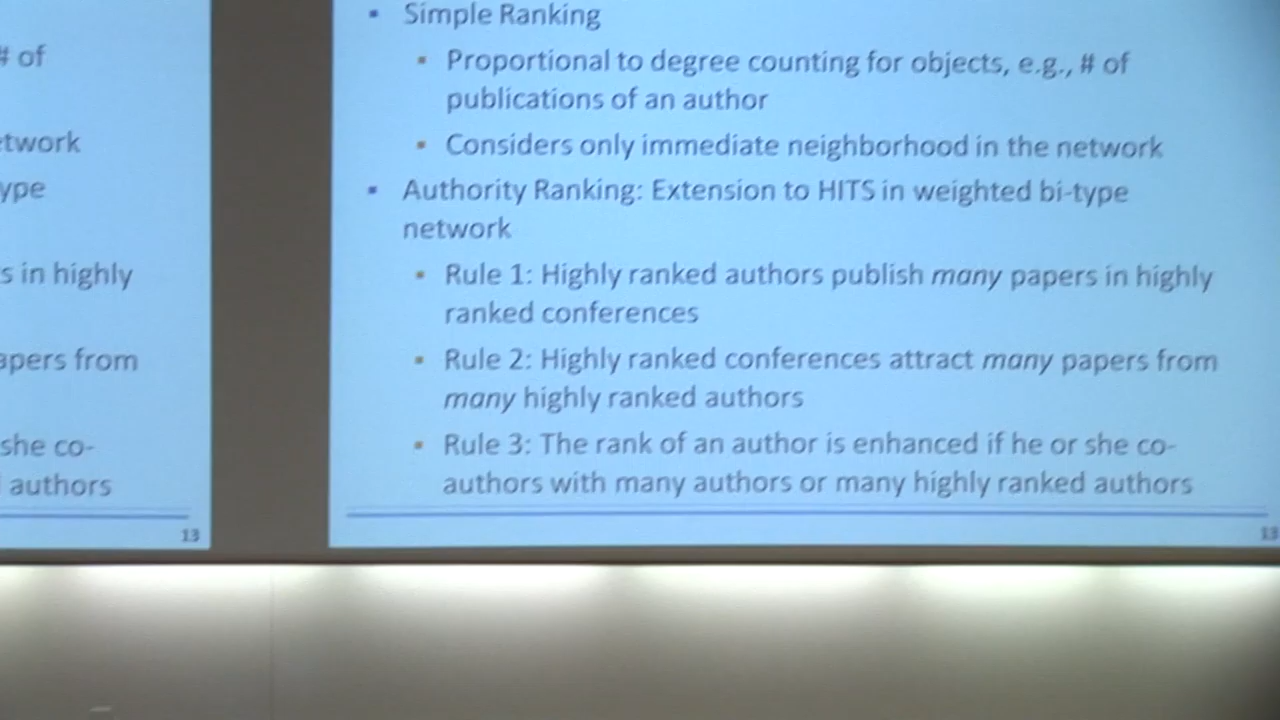 # of
etwork
ype
s in highly
apers from
she co-
authors
13
▪ Simple Ranking
▪ Proportional to degree counting for objects, e.g., # of
publications of an author
▪ Considers only immediate neighborhood in the network
▪ Authority Ranking: Extension to HITS in weighted bi-type
network
▪ Rule 1: Highly ranked authors publish many papers in highly
ranked conferences
▪ Rule 2: Highly ranked conferences attract many papers from
many highly ranked authors
▪ Rule 3: The rank of an author is enhanced if he or she co-
authors with many authors or many highly ranked authors
13